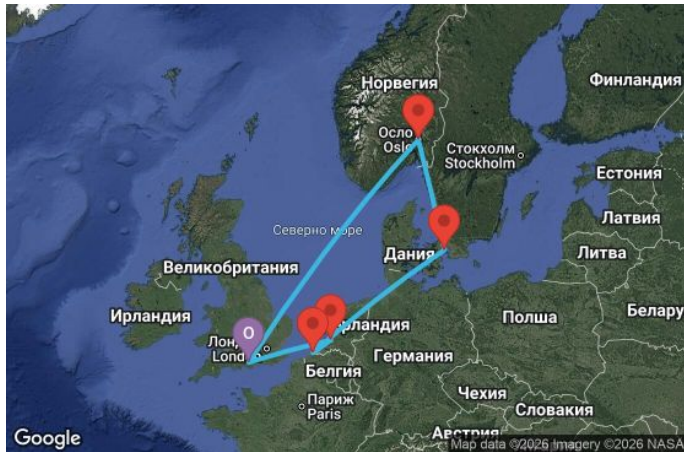 Норвегия
Финландия
Осло
Oslo
Стокхолм
Stockholm
Естония
Северно море
Латвия
Дания
Литва
Великобритания
Ирландия
O
Полша
Беларус
Лон
Lond
рландия
Германия
Белгия
Чехия
Париж
Paris
Словакия
Австрия
Google
Map data ©2026 Imagery ©2026 NASA